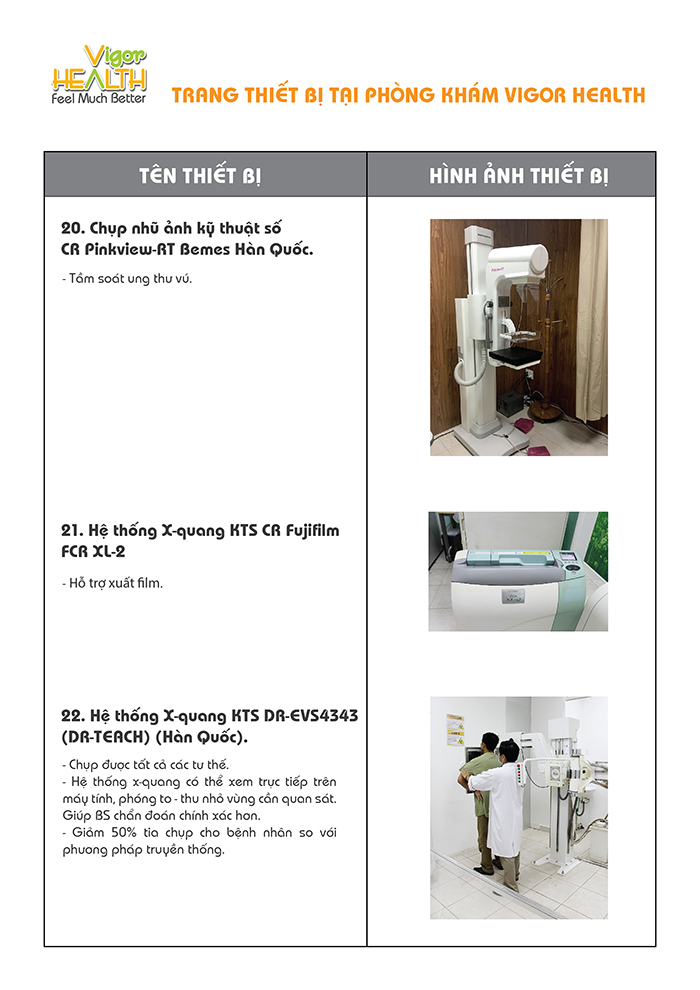 Vigor
HEALTH
Feel Much Better
TRANG THIẾT BỊ TẠI PHÒNG KHÁM VIGOR HEALTH
TÊN THIẾT BỊ
HÌNH ẢNH THIẾT BỊ
20. Chụp nhũ ảnh kỹ thuật số
CR Pinkview-RT Bemes Hàn Quốc.
- Tầm soát ung thư vú.
21. Hệ thống X-quang KTS CR Fujifilm
FCR XL-2
- Hỗ trợ xuất film.
22. Hệ thống X-quang KTS DR-EVS4343
(DR-TEACH) (Hàn Quốc).
- Chụp được tất cả các tư thế.
- Hệ thống x-quang có thể xem trực tiếp trên
máy tính, phóng to - thu nhỏ vùng cần quan sát.
Giúp BS chẩn đoán chính xác hơn.
- Giảm 50% tia chụp cho bệnh nhân so với
phương pháp truyền thống.